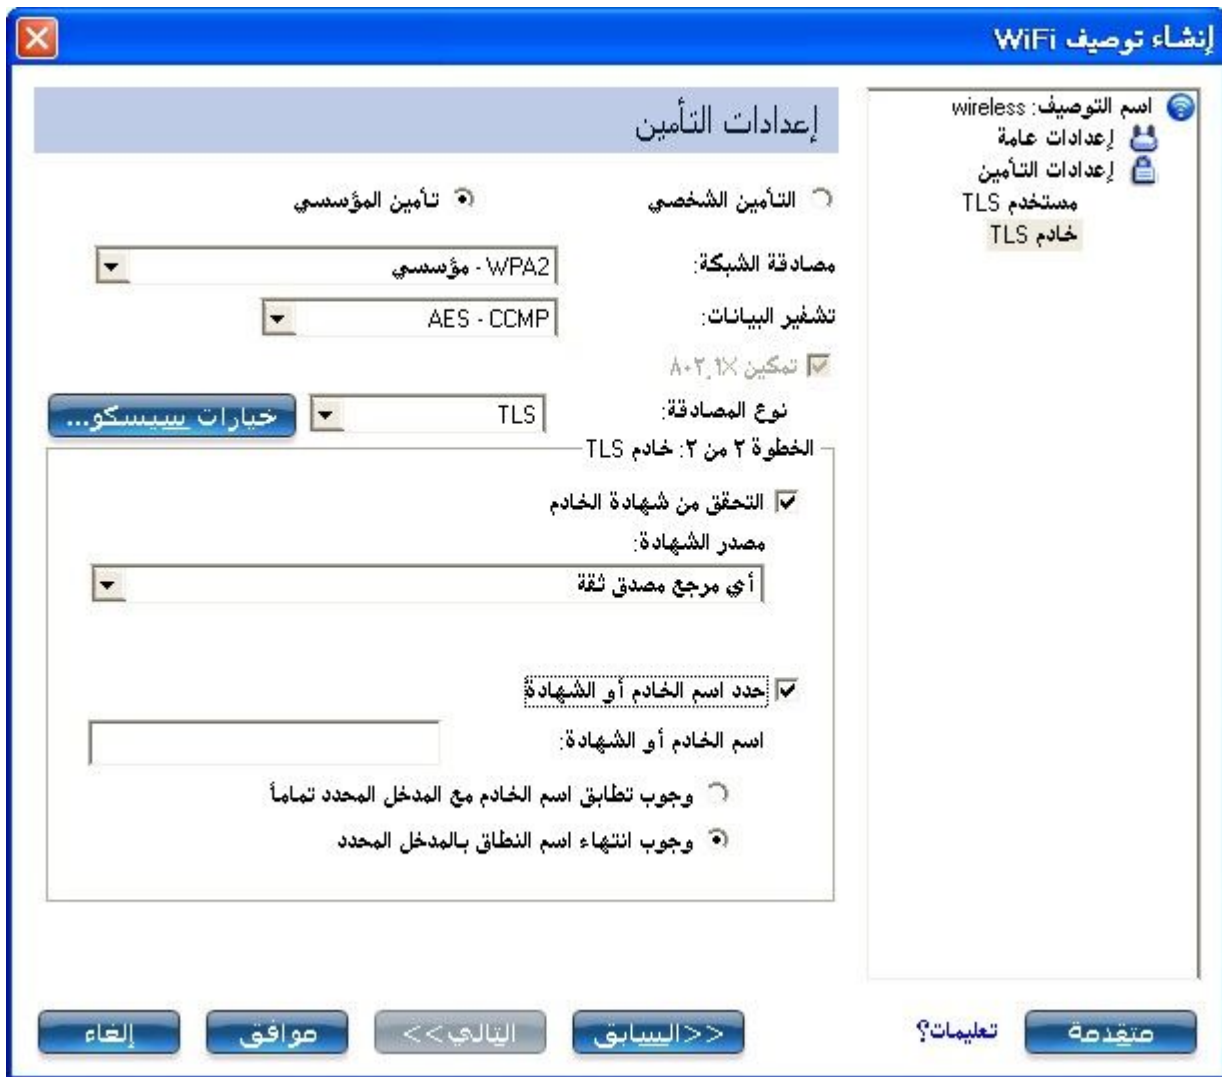 إنشاء توصيف WiFi
اسم التوصيف: wireless
إعدادات عامة
إعدادات التأمين
مستخدم TLS
خادم TLS
إعدادات التأمين
التأمين الشخصي
تأمين المؤسسي
مصادقة الشبكة:
WPA2 - مؤسسي
تشفير البيانات:
AES - CCMP
تمكين ٨٠٢,١X
نوع المصادقة:
TLS
خيارات سيسكو...
الخطوة ٢ من ٢: خادم TLS
التحقق من شهادة الخادم
مصدر الشهادة:
أي مرجع مصدق ثقة
حدد اسم الخادم أو الشهادة
اسم الخادم أو الشهادة:
وجوب تطابق اسم الخادم مع المدخل المحدد تماماً
وجوب انتهاء اسم النطاق بالمدخل المحدد
متقدمة
تعليمات؟
<<السابق
التالي>>
موافق
إلغاء